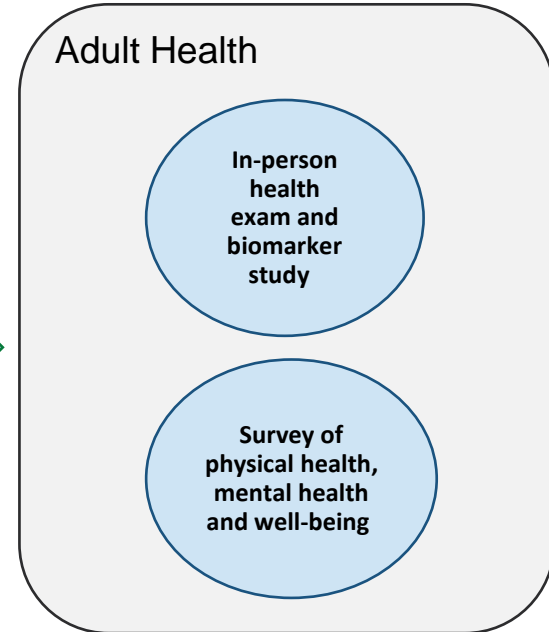 Adult Health
In-person
health
exam and
biomarker
study
Survey of
physical health,
mental health
and well-being